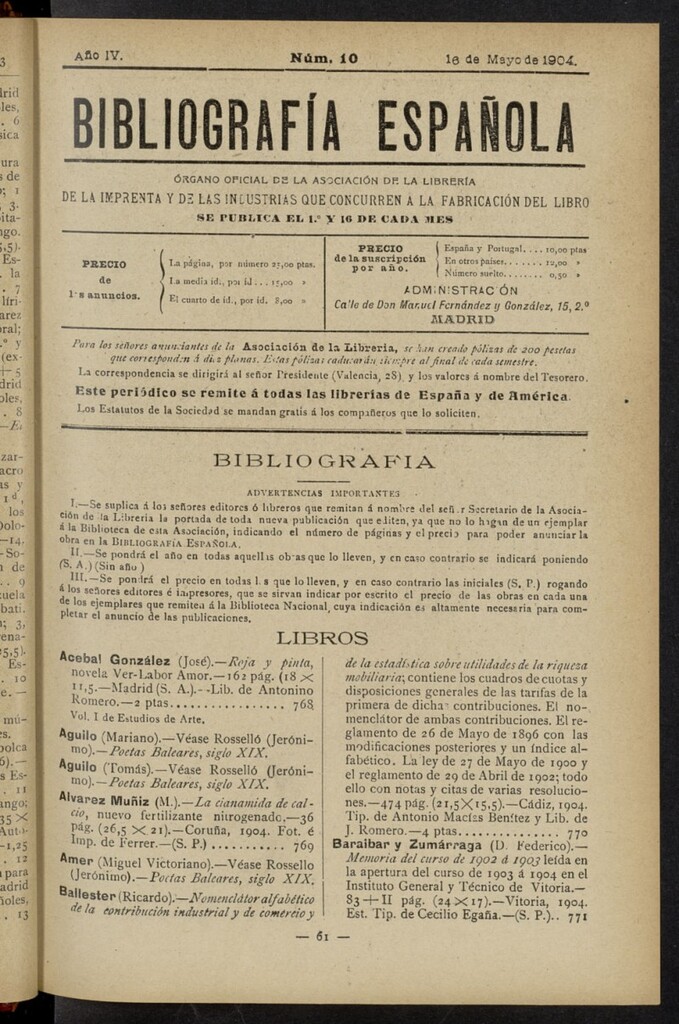 Año IV.
Núm. 10
16 de Mayo de 1904.
BIBLIOGRAFÍA ESPAÑOLA
ÓRGANO OFICIAL DE LA ASOCIACIÓN DE LA LIBRERÍA
DE LA IMPRENTA Y DE LAS INDUSTRIAS QUE CONCURREN A LA FABRICACIÓN DEL LIBRO
SE PUBLICA EL 1.º Y 16 DE CADA MES
PRECIO
de
los anuncios.
La página, por número 25,00 ptas.
La media id., por id.... 15,00 »
El cuarto de id., por id. 8,00 »
PRECIO
de la suscripción
por año.
España y Portugal.... 10,00 ptas
En otros países...... 12,00 »
Número suelto........ 0,50 »
ADMINISTRACIÓN
Calle de Don Manuel Fernández y González, 15, 2.º
MADRID
Para los señores anunciantes de la Asociación de la Librería, se han creado pólizas de 200 pesetas
que corresponden á diez planas. Estas pólizas caducarán siempre al final de cada semestre.
La correspondencia se dirigirá al señor Presidente (Valencia, 28), y los valores á nombre del Tesorero.
Este periódico se remite á todas las librerías de España y de América.
Los Estatutos de la Sociedad se mandan gratis á los compañeros que lo soliciten.
BIBLIOGRAFIA
ADVERTENCIAS IMPORTANTES
I.—Se suplica á los señores editores ó libreros que remitan á nombre del señor Secretario de la Asocia-
ción de la Librería la portada de toda nueva publicación que editen, ya que no lo hagan de un ejemplar
á la Biblioteca de esta Asociación, indicando el número de páginas y el precio para poder anunciar la
obra en la BIBLIOGRAFÍA ESPAÑOLA.
II.—Se pondrá el año en todas aquellas obras que lo lleven, y en caso contrario se indicará poniendo
(S. A.) (Sin año)
III.—Se pondrá el precio en todas las que lo lleven, y en caso contrario las iniciales (S. P.) rogando
á los señores editores é impresores, que se sirvan indicar por escrito el precio de las obras en cada una
de los ejemplares que remiten á la Biblioteca Nacional, cuya indicación es altamente necesaria para com-
pletar el anuncio de las publicaciones.
LIBROS
Acebal González (José).—Roja y pinta,
novela Ver-Labor Amor.—162 pág. (18 ×
11,5.—Madrid (S. A.).—Lib. de Antonino
Romero.—2 ptas................ 768
Vol. I de Estudios de Arte.
Aguilo (Mariano).—Véase Rosselló (Jeróni-
mo).—Poetas Baleares, siglo XIX.
Aguilo (Tomás).—Véase Rosselló (Jeróni-
mo).—Poetas Baleares, siglo XIX.
Alvarez Muñiz (M.).—La cianamida de cal-
cio, nuevo fertilizante nitrogenado.—36
pág. (26,5 × 21).—Coruña, 1904. Fot. é
Imp. de Ferrer.—(S. P.)........ 769
Amer (Miguel Victoriano).—Véase Rossello
(Jerónimo).—Poetas Baleares, siglo XIX.
Ballester (Ricardo).—Nomenclátor alfabético
de la contribución industrial y de comercio y
de la estadística sobre utilidades de la riqueza
mobiliaria; contiene los cuadros de cuotas y
disposiciones generales de las tarifas de la
primera de dichas contribuciones. El no-
menclátor de ambas contribuciones. El re-
glamento de 26 de Mayo de 1896 con las
modificaciones posteriores y un índice al-
fabético. La ley de 27 de Mayo de 1900 y
el reglamento de 29 de Abril de 1902; todo
ello con notas y citas de varias resolucio-
nes.—474 pág. (21,5 × 15,5).—Cádiz, 1904.
Tip. de Antonio Macías Benítez y Lib. de
J. Romero.—4 ptas............. 770
Baraibar y Zumárraga (D. Federico).—
Memoria del curso de 1902 á 1903 leída en
la apertura del curso de 1903 á 1904 en el
Instituto General y Técnico de Vitoria.—
83 + II pág. (24 × 17).—Vitoria, 1904.
Est. Tip. de Cecilio Egaña.—(S. P.).. 771
— 61 —